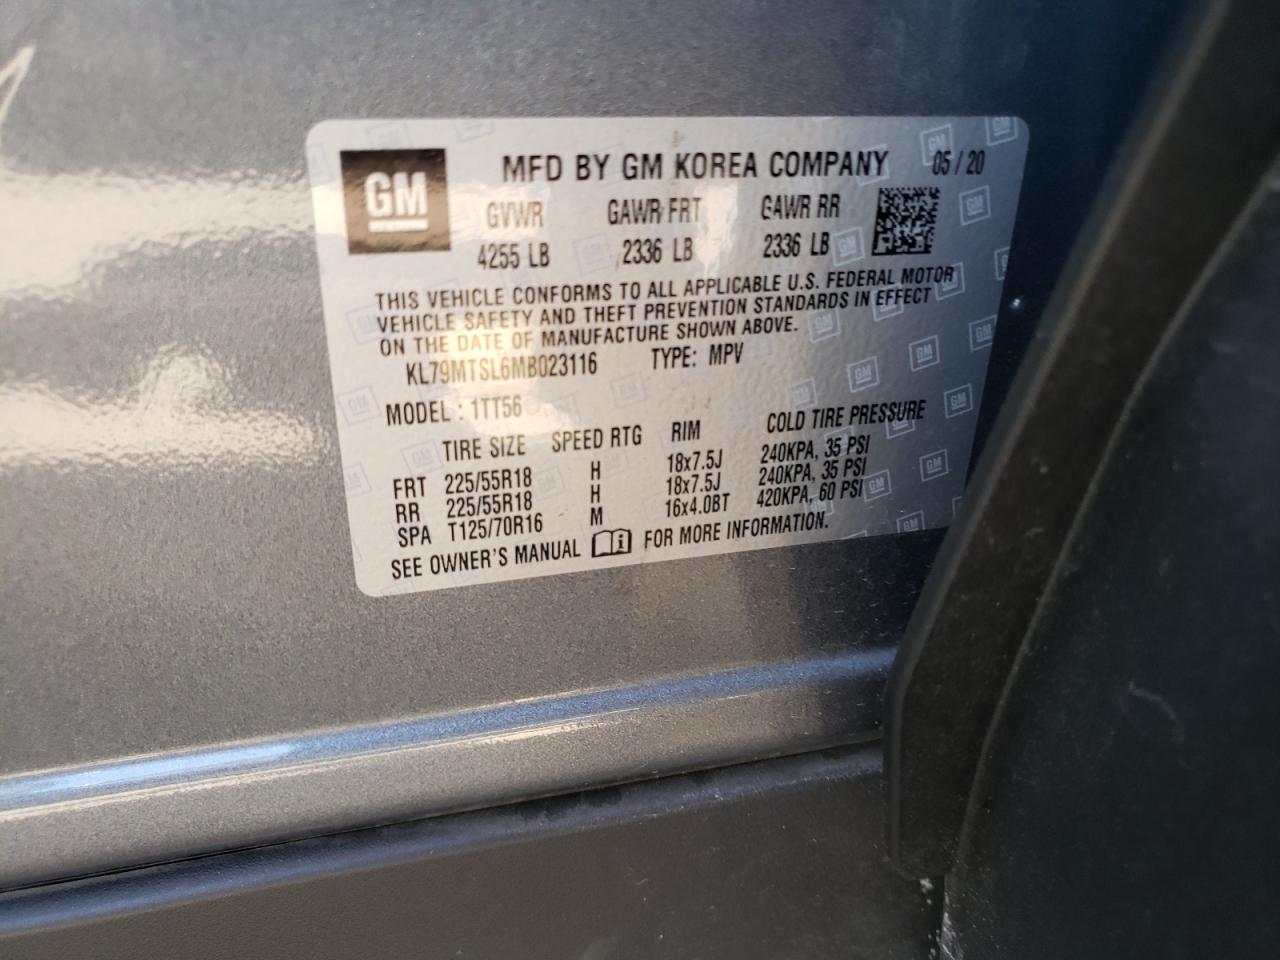 GM
MFD BY GM KOREA COMPANY 05 / 20
GVWR GAWR FRT GAWR RR
4255 LB 2336 LB 2336 LB
THIS VEHICLE CONFORMS TO ALL APPLICABLE U.S. FEDERAL MOTOR
VEHICLE SAFETY AND THEFT PREVENTION STANDARDS IN EFFECT
ON THE DATE OF MANUFACTURE SHOWN ABOVE.
KL79MTSL6MB023116 TYPE: MPV
MODEL : 1TT56
TIRE SIZE SPEED RTG RIM COLD TIRE PRESSURE
FRT 225/55R18 H 18x7.5J 240KPA, 35 PSI
RR 225/55R18 H 18x7.5J 240KPA, 35 PSI
SPA T125/70R16 M 16x4.0BT 420KPA, 60 PSI
SEE OWNER'S MANUAL FOR MORE INFORMATION.